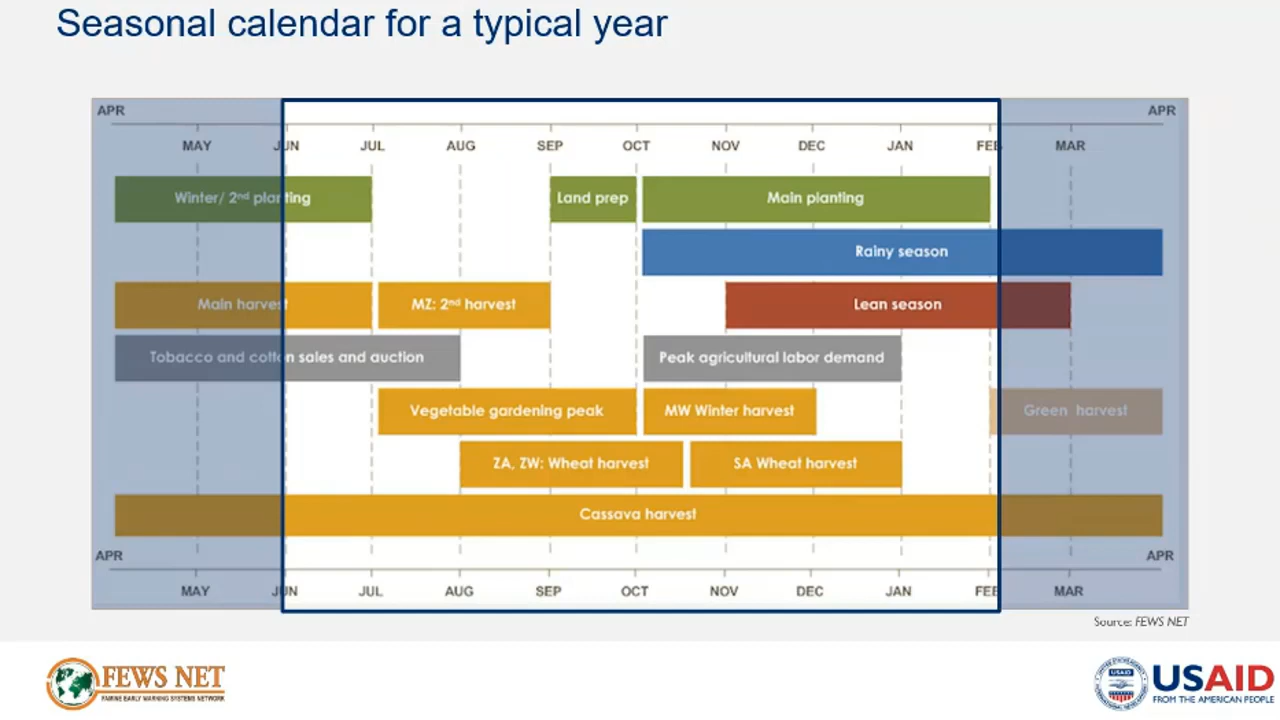 Seasonal calendar for a typical year
APR APR
MAY JUN JUL AUG SEP OCT NOV DEC JAN FEB MAR
Winter/ 2nd planting Land prep Main planting
Rainy season
Main harvest MZ: 2nd harvest Lean season
Tobacco and cotton sales and auction Peak agricultural labor demand
Vegetable gardening peak MW Winter harvest Green harvest
ZA, ZW: Wheat harvest SA Wheat harvest
Cassava harvest
APR APR
MAY JUN JUL AUG SEP OCT NOV DEC JAN FEB MAR
Source: FEWS NET
FEWS NET
FAMINE EARLY WARNING SYSTEMS NETWORK
USAID
FROM THE AMERICAN PEOPLE